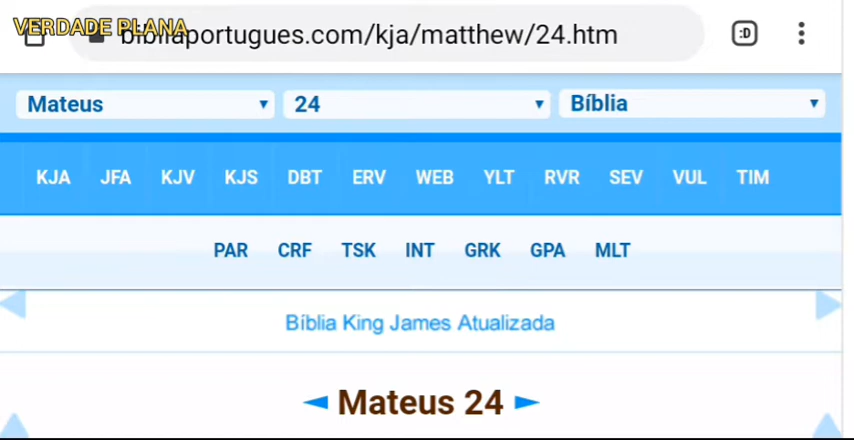 VERDADE PLANA
bibliaportugues.com/kja/matthew/24.htm
:D
Mateus 24 Bíblia
KJA JFA KJV KJS DBT ERV WEB YLT RVR SEV VUL TIM
PAR CRF TSK INT GRK GPA MLT
Bíblia King James Atualizada
Mateus 24